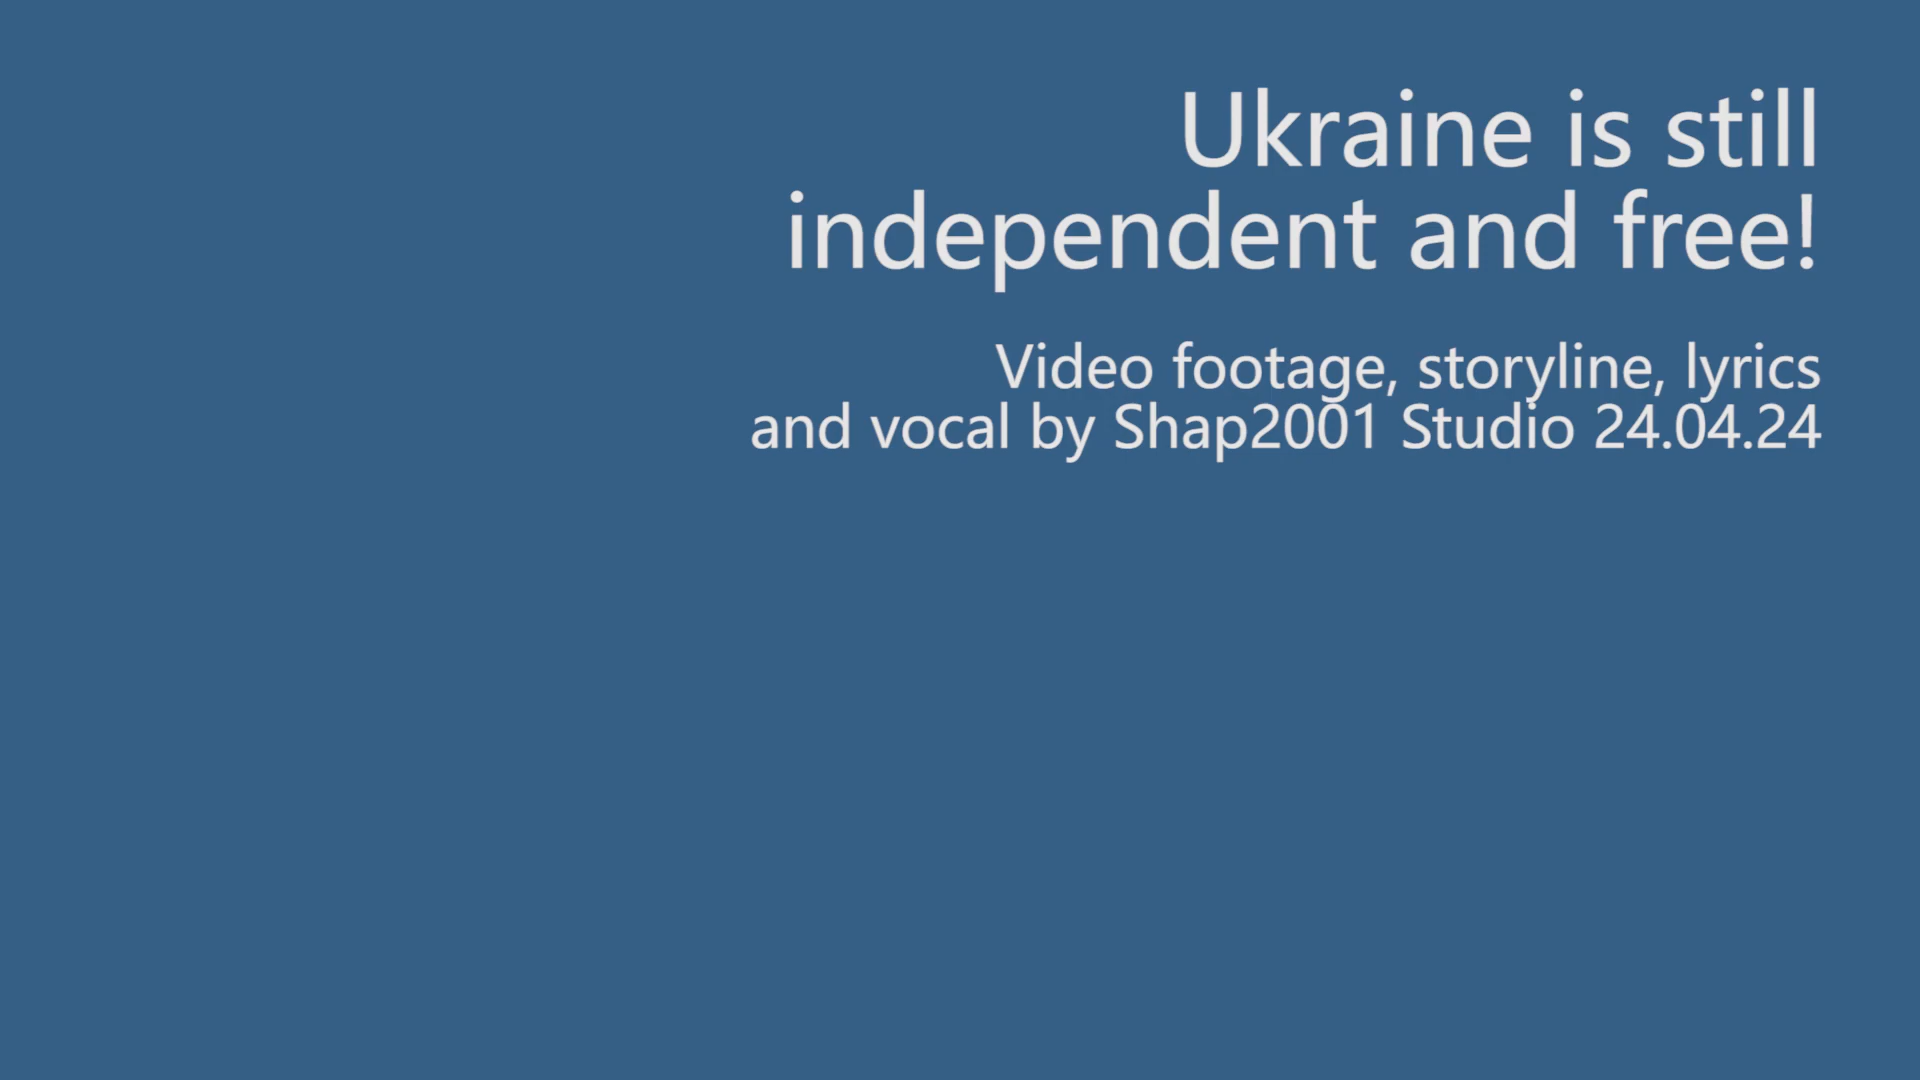 Ukraine is still
independent and free!
Video footage, storyline, lyrics
and vocal by Shap2001 Studio 24.04.24